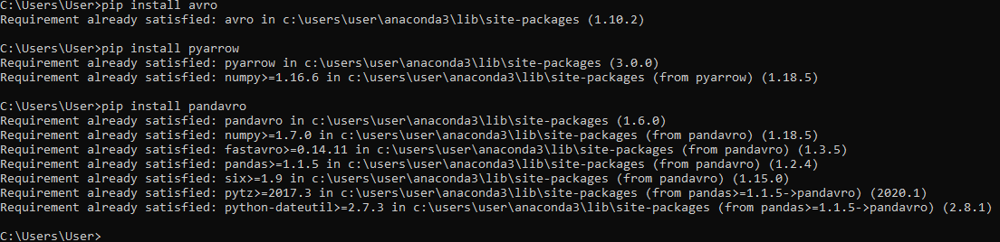 C:\Users\User>pip install avro
Requirement already satisfied: avro in c:\users\user\anaconda3\lib\site-packages (1.10.2)
C:\Users\User>pip install pyarrow
Requirement already satisfied: pyarrow in c:\users\user\anaconda3\lib\site-packages (3.0.0)
Requirement already satisfied: numpy>=1.16.6 in c:\users\user\anaconda3\lib\site-packages (from pyarrow) (1.18.5)
C:\Users\User>pip install pandavro
Requirement already satisfied: pandavro in c:\users\user\anaconda3\lib\site-packages (1.6.0)
Requirement already satisfied: numpy>=1.7.0 in c:\users\user\anaconda3\lib\site-packages (from pandavro) (1.18.5)
Requirement already satisfied: fastavro>=0.14.11 in c:\users\user\anaconda3\lib\site-packages (from pandavro) (1.3.5)
Requirement already satisfied: pandas>=1.1.5 in c:\users\user\anaconda3\lib\site-packages (from pandavro) (1.2.4)
Requirement already satisfied: six>=1.9 in c:\users\user\anaconda3\lib\site-packages (from pandavro) (1.15.0)
Requirement already satisfied: pytz>=2017.3 in c:\users\user\anaconda3\lib\site-packages (from pandas>=1.1.5->pandavro) (2020.1)
Requirement already satisfied: python-dateutil>=2.7.3 in c:\users\user\anaconda3\lib\site-packages (from pandas>=1.1.5->pandavro) (2.8.1)
C:\Users\User>